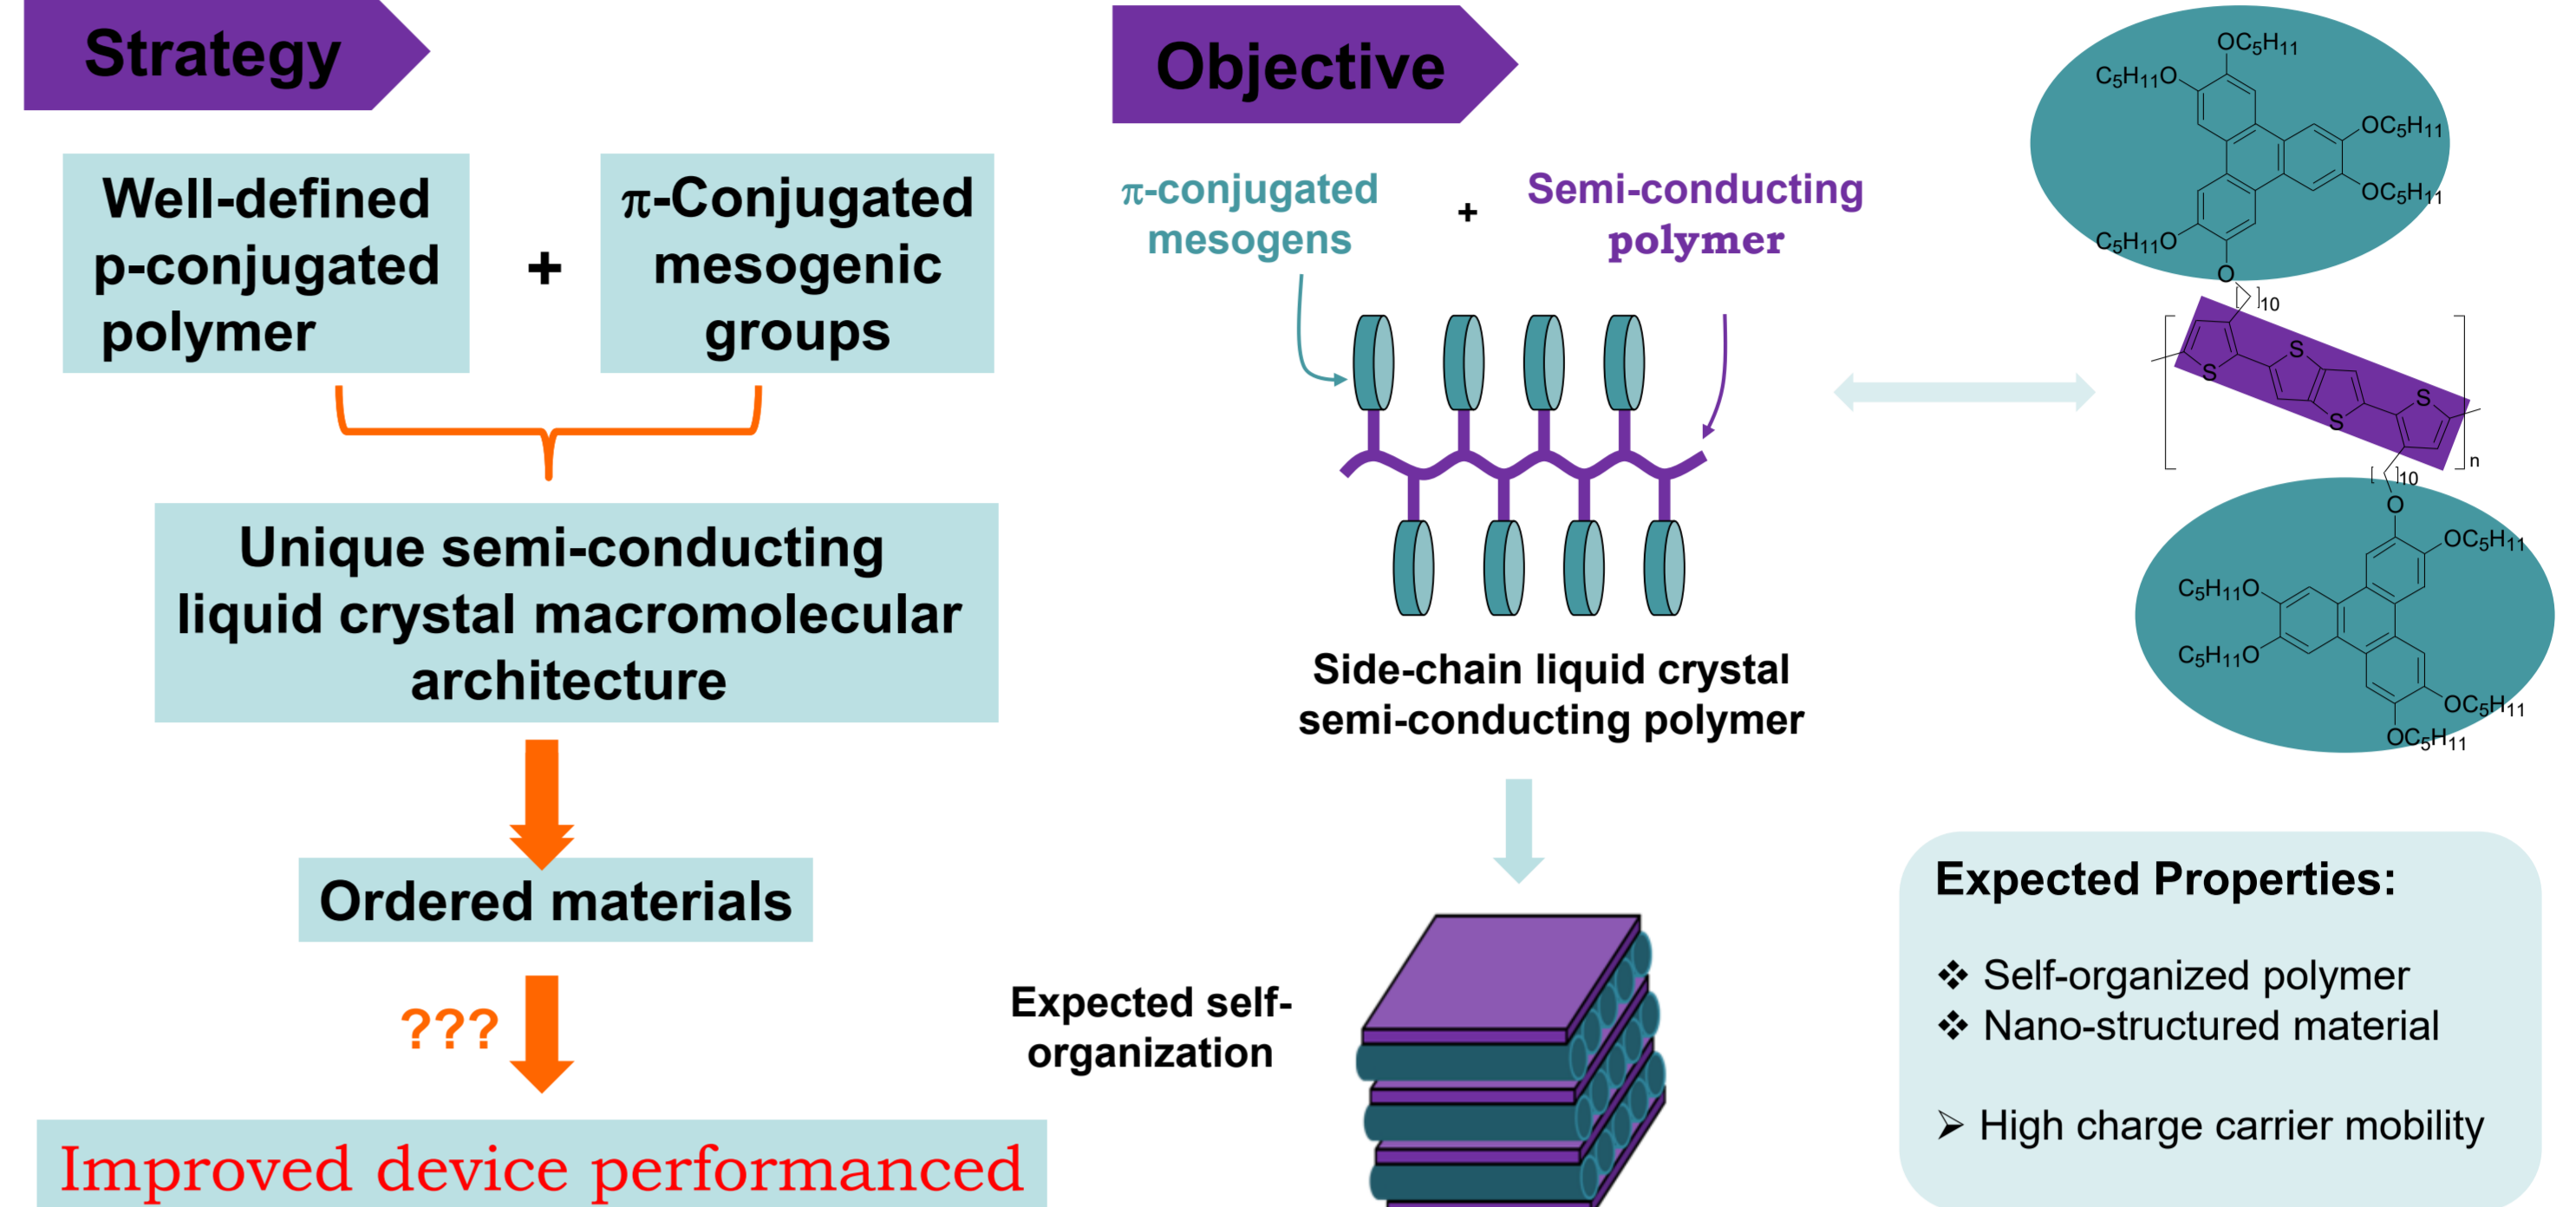 Strategy
Well-defined
p-conjugated
polymer
+
π-Conjugated
mesogenic
groups
Unique semi-conducting
liquid crystal macromolecular
architecture
Ordered materials
???
Improved device performanced
Objective
π-conjugated
mesogens
+
Semi-conducting
polymer
Side-chain liquid crystal
semi-conducting polymer
Expected self-
organization
OC5H11
C5H11O
OC5H11
OC5H11
C5H11O
O
10
S
S
S
S
n
10
O
OC5H11
C5H11O
C5H11O
OC5H11
OC5H11
Expected Properties:
❖ Self-organized polymer
❖ Nano-structured material
➢ High charge carrier mobility